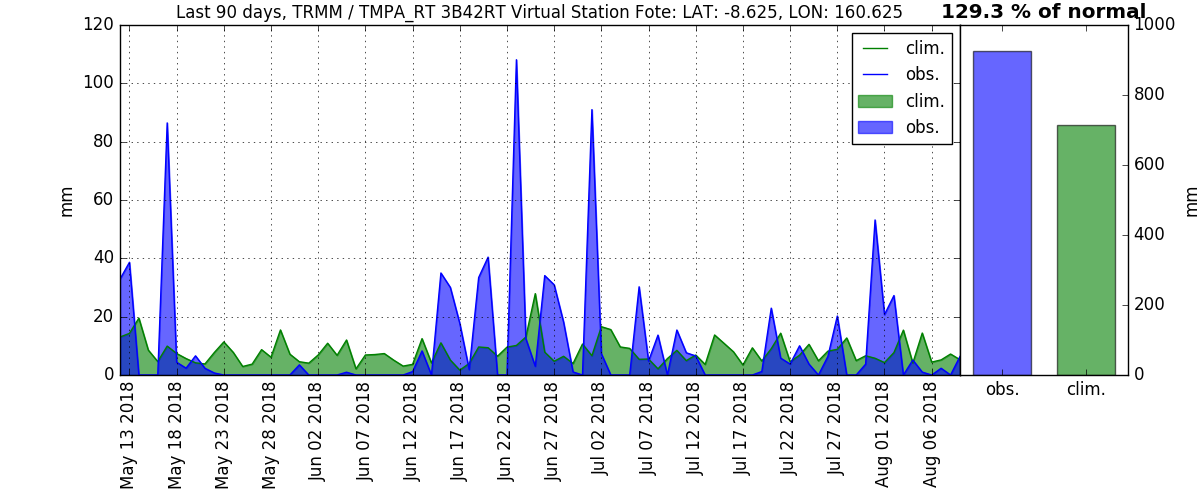 Last 90 days, TRMM / TMPA_RT 3B42RT Virtual Station Fote: LAT: -8.625, LON: 160.625
129.3 % of normal
120
100
80
60
40
20
0
mm
clim.
obs.
clim.
obs.
1000
800
600
400
200
0
mm
obs.
clim.
May 13 2018
May 18 2018
May 23 2018
May 28 2018
Jun 02 2018
Jun 07 2018
Jun 12 2018
Jun 17 2018
Jun 22 2018
Jun 27 2018
Jul 02 2018
Jul 07 2018
Jul 12 2018
Jul 17 2018
Jul 22 2018
Jul 27 2018
Aug 01 2018
Aug 06 2018